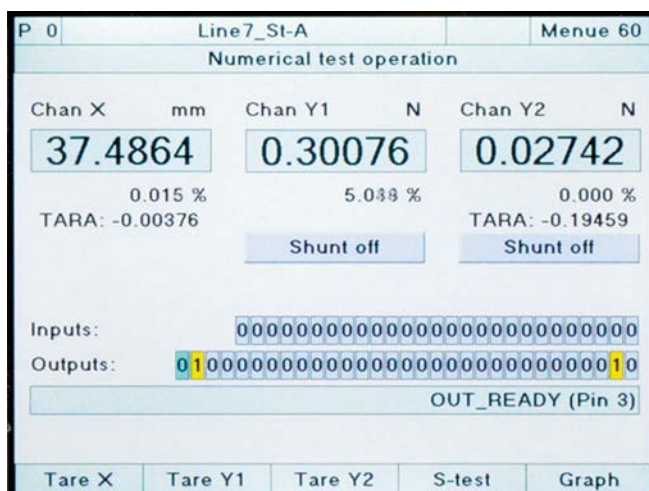 P 0 Line7_St-A Menue 60
Numerical test operation
Chan X mm Chan Y1 N Chan Y2 N
37.4864 0.30076 0.02742
0.015 % % 0.000 %
TARA: -0.00376 TARA: -0.19459
Shunt off Shunt off
Inputs: 000000000000000000000000000
Outputs: 0100000000000000000000000000010
OUT_READY (Pin 3)
Tare X Tare Y1 Tare Y2 S-test Graph